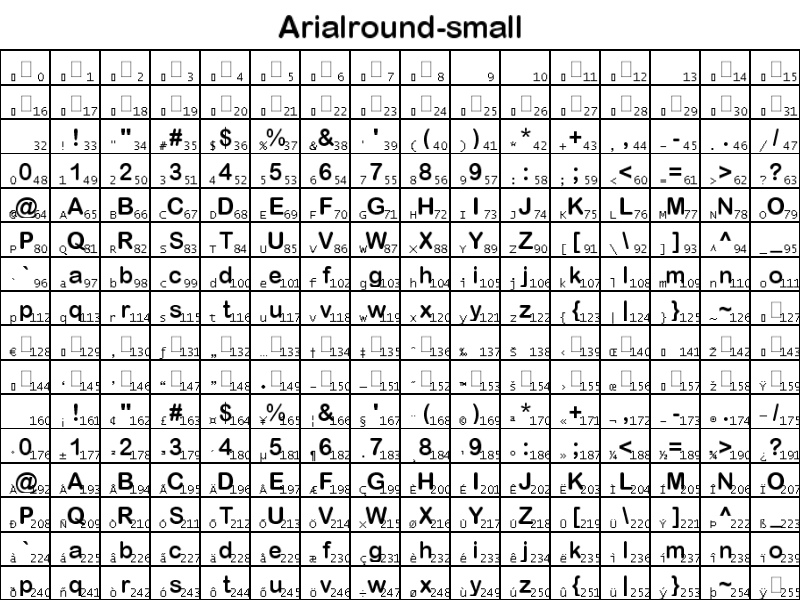 Arialround-small
0 1 2 3 4 5 6 7 8 9 10 11 12 13 14 15
16 17 18 19 20 21 22 23 24 25 26 27 28 29 30 31
32 ! ! 33 " " 34 # # 35 $ $ 36 % % 37 & & 38 ' ' 39 ( ( 40 ) ) 41 * * 42 + + 43 , , 44 - - 45 . . 46 / / 47
0 0 48 1 1 49 2 2 50 3 3 51 4 4 52 5 5 53 6 6 54 7 7 55 8 8 56 9 9 57 : : 58 ; ; 59 < < 60 = = 61 > > 62 ? ? 63
@ @ 64 A A 65 B B 66 C C 67 D D 68 E E 69 F F 70 G G 71 H H 72 I I 73 J J 74 K K 75 L L 76 M M 77 N N 78 O O 79
P P 80 Q Q 81 R R 82 S S 83 T T 84 U U 85 V V 86 W W 87 X X 88 Y Y 89 Z Z 90 [ [ 91 \ \ 92 ] ] 93 ^ ^ 94 _ _ 95
` ` 96 a a 97 b b 98 c c 99 d d 100 e e 101 f f 102 g g 103 h h 104 i i 105 j j 106 k k 107 l l 108 m m 109 n n 110 o o 111
p p 112 q q 113 r r 114 s s 115 t t 116 u u 117 v v 118 w w 119 x x 120 y y 121 z z 122 { { 123 | | 124 } } 125 ~ ~ 126 127
€ 128 129 ‚ 130 ƒ 131 „ 132 … 133 † 134 ‡ 135 ˆ 136 ‰ 137 Š 138 ‹ 139 Œ 140 141 Ž 142 143
144 ‘ 145 ’ 146 “ 147 ” 148 • 149 – 150 — 151 ˜ 152 ™ 153 š 154 › 155 œ 156 157 ž 158 Ÿ 159
160 ¡ ! 161 ¢ " 162 £ # 163 ¤ $ 164 ¥ % 165 ¦ & 166 § ' 167 ¨ ( 168 © ) 169 ª * 170 « + 171 ¬ , 172 - - 173 ® . 174 ¯ / 175
° 0 176 ± 1 177 ² 2 178 ³ 3 179 ´ 4 180 µ 5 181 ¶ 6 182 · 7 183 ¸ 8 184 ¹ 9 185 º : 186 » ; 187 ¼ < 188 ½ = 189 ¾ > 190 ¿ ? 191
À @ 192 Á A 193 Â B 194 Ã C 195 Ä D 196 Å E 197 Æ F 198 Ç G 199 È H 200 É I 201 Ê J 202 Ë K 203 Ì L 204 Í M 205 Î N 206 Ï O 207
Ð P 208 Ñ Q 209 Ò R 210 Ó S 211 Ô T 212 Õ U 213 Ö V 214 × W 215 Ø X 216 Ù Y 217 Ú Z 218 Û [ 219 Ü \ 220 Ý ] 221 Þ ^ 222 ß _ 223
à ` 224 á a 225 â b 226 ã c 227 ä d 228 å e 229 æ f 230 ç g 231 è h 232 é i 233 ê j 234 ë k 235 ì l 236 í m 237 î n 238 ï o 239
ð p 240 ñ q 241 ò r 242 ó s 243 ô t 244 õ u 245 ö v 246 ÷ w 247 ø x 248 ù y 249 ú z 250 û { 251 ü | 252 ý } 253 þ ~ 254 ÿ 255